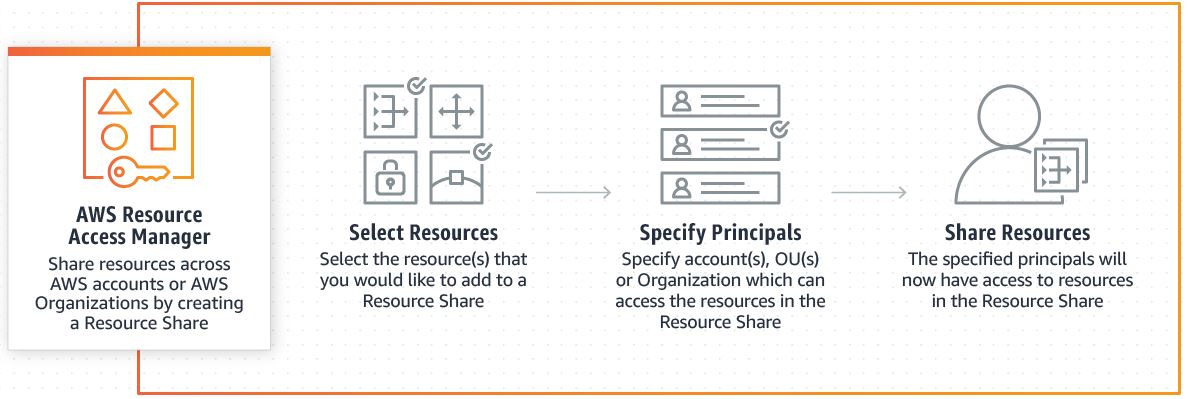 AWS Resource
Access Manager
Share resources across
AWS accounts or AWS
Organizations by creating
a Resource Share
Select Resources
Select the resource(s) that
you would like to add to a
Resource Share
Specify Principals
Specify account(s), OU(s)
or Organization which can
access the resources in the
Resource Share
Share Resources
The specified principals will
now have access to resources
in the Resource Share